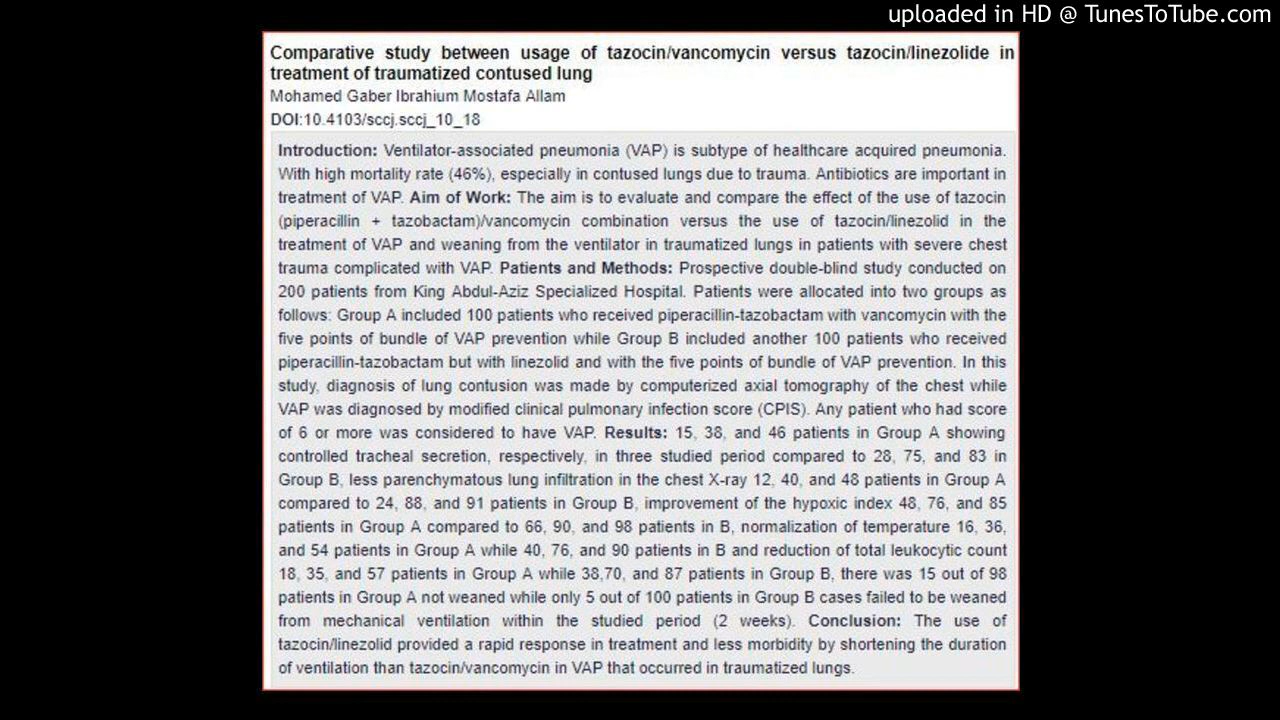 uploaded in HD @ TunesToTube.com
Comparative study between usage of tazocin/vancomycin versus tazocin/linezolide in
treatment of traumatized contused lung
Mohamed Gaber Ibrahium Mostafa Allam
DOI:10.4103/sccj.sccj_10_18
Introduction: Ventilator-associated pneumonia (VAP) is subtype of healthcare acquired pneumonia.
With high mortality rate (46%), especially in contused lungs due to trauma. Antibiotics are important in
treatment of VAP. Aim of Work: The aim is to evaluate and compare the effect of the use of tazocin
(piperacillin + tazobactam)/vancomycin combination versus the use of tazocin/linezolid in the
treatment of VAP and weaning from the ventilator in traumatized lungs in patients with severe chest
trauma complicated with VAP. Patients and Methods: Prospective double-blind study conducted on
200 patients from King Abdul-Aziz Specialized Hospital. Patients were allocated into two groups as
follows: Group A included 100 patients who received piperacillin-tazobactam with vancomycin with the
five points of bundle of VAP prevention while Group B included another 100 patients who received
piperacillin-tazobactam but with linezolid and with the five points of bundle of VAP prevention. In this
study, diagnosis of lung contusion was made by computerized axial tomography of the chest while
VAP was diagnosed by modified clinical pulmonary infection score (CPIS). Any patient who had score
of 6 or more was considered to have VAP. Results: 15, 38, and 46 patients in Group A showing
controlled tracheal secretion, respectively, in three studied period compared to 28, 75, and 83 in
Group B, less parenchymatous lung infiltration in the chest X-ray 12, 40, and 48 patients in Group A
compared to 24, 88, and 91 patients in Group B, improvement of the hypoxic index 48, 76, and 85
patients in Group A compared to 66, 90, and 98 patients in B, normalization of temperature 16, 36,
and 54 patients in Group A while 40, 76, and 90 patients in B and reduction of total leukocytic count
18, 35, and 57 patients in Group A while 38,70, and 87 patients in Group B, there was 15 out of 98
patients in Group A not weaned while only 5 out of 100 patients in Group B cases failed to be weaned
from mechanical ventilation within the studied period (2 weeks). Conclusion: The use of
tazocin/linezolid provided a rapid response in treatment and less morbidity by shortening the duration
of ventilation than tazocin/vancomycin in VAP that occurred in traumatized lungs.